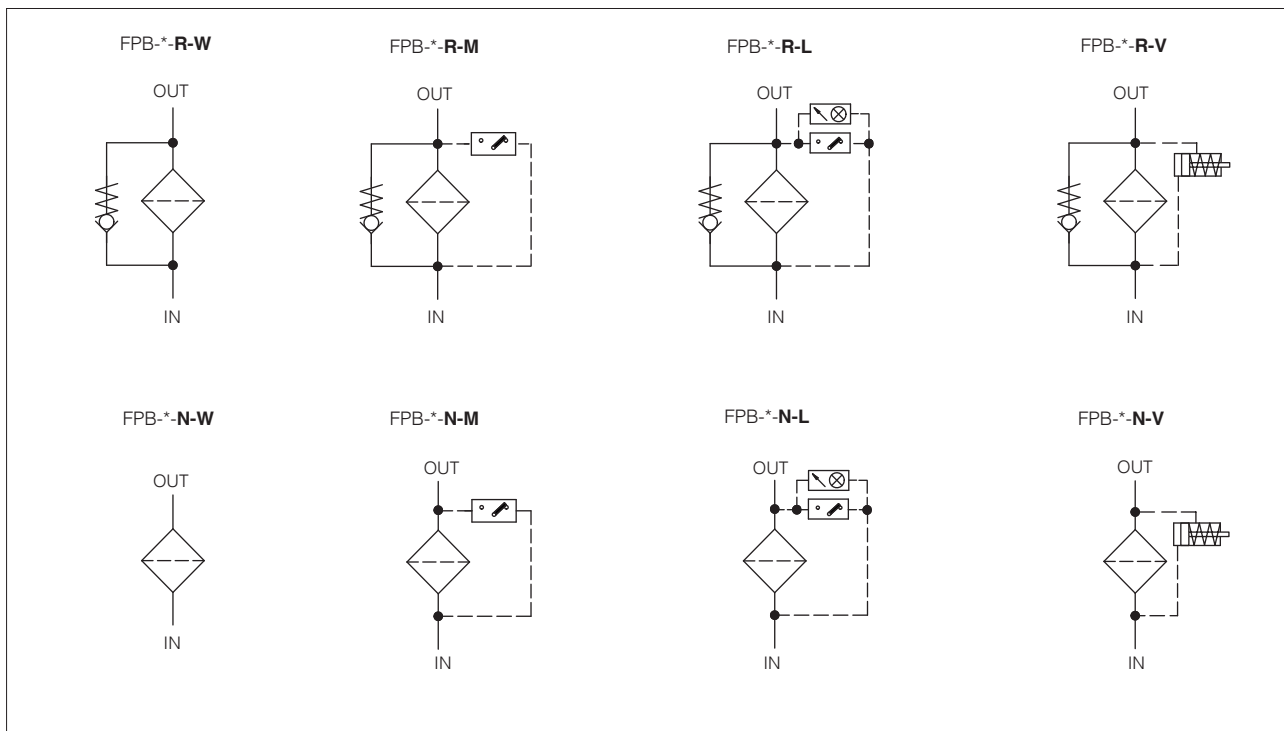 FPB-*-R-W
FPB-*-R-M
FPB-*-R-L
FPB-*-R-V
OUT
OUT
OUT
OUT
IN
IN
IN
IN
FPB-*-N-W
FPB-*-N-M
FPB-*-N-L
FPB-*-N-V
OUT
OUT
OUT
OUT
IN
IN
IN
IN